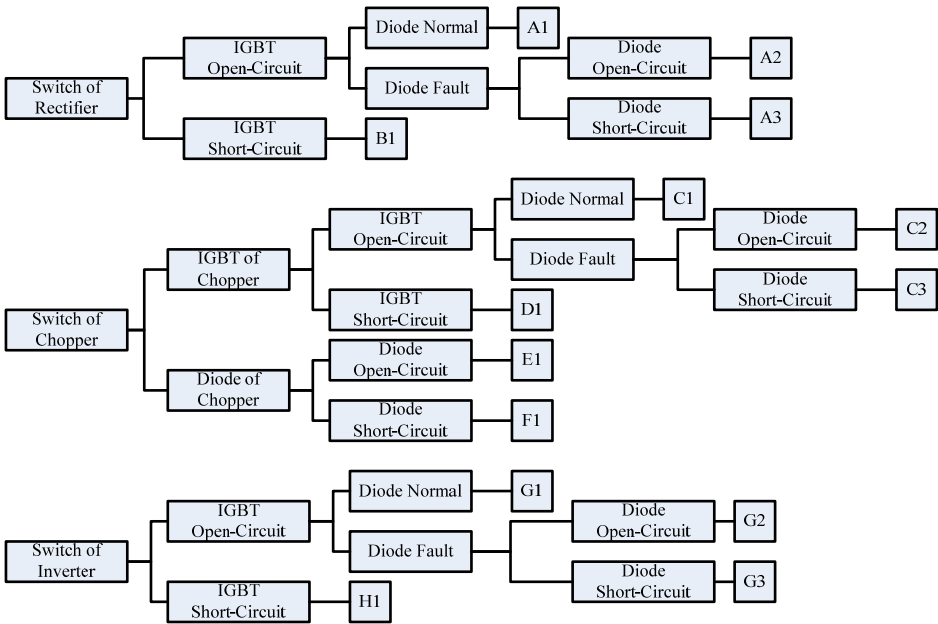 Switch of
Rectifier
IGBT
Open-Circuit
Diode Normal
A1
Diode Fault
Diode
Open-Circuit
A2
Diode
Short-Circuit
A3
IGBT
Short-Circuit
B1
Switch of
Chopper
IGBT of
Chopper
IGBT
Open-Circuit
Diode Normal
C1
Diode Fault
Diode
Open-Circuit
C2
Diode
Short-Circuit
C3
IGBT
Short-Circuit
D1
Diode of
Chopper
Diode
Open-Circuit
E1
Diode
Short-Circuit
F1
Switch of
Inverter
IGBT
Open-Circuit
Diode Normal
G1
Diode Fault
Diode
Open-Circuit
G2
Diode
Short-Circuit
G3
IGBT
Short-Circuit
H1